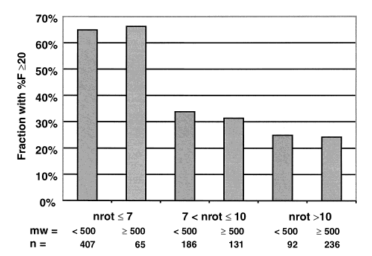 70%
60%
50%
40%
30%
20%
0%
Fraction with %F ≥20
nrot ≤ 7 7 < nrot ≤ 10 nrot >10
mw = < 500 ≥ 500 < 500 ≥ 500 < 500 ≥ 500
n = 407 65 186 131 92 236